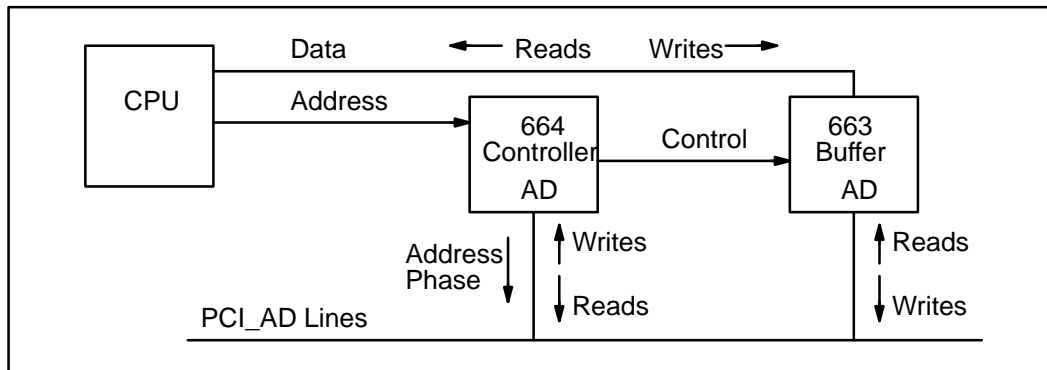 Data Reads Writes
CPU
Address
664
Controller
AD
Control
663
Buffer
AD
Address
Phase
Writes
Reads
Reads
Writes
PCI_AD Lines